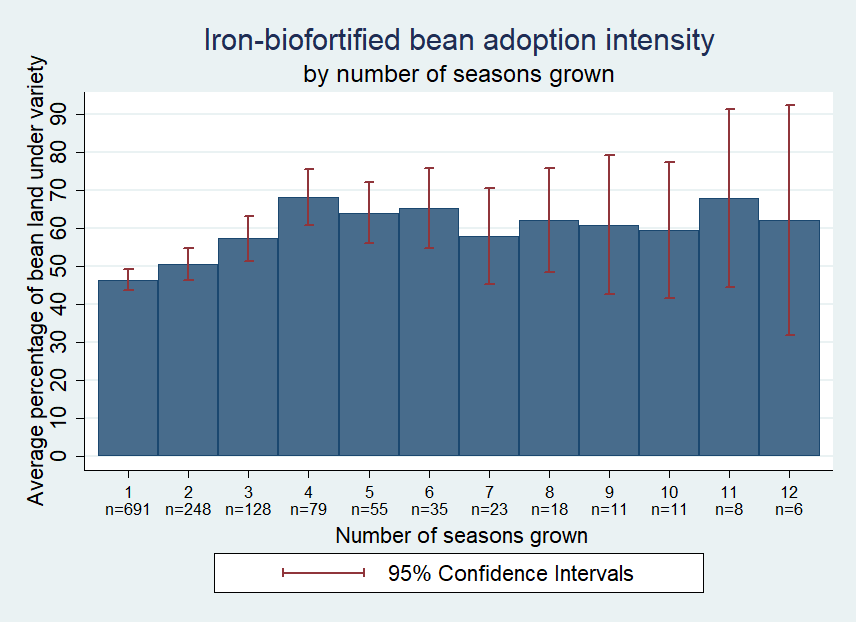 Iron-biofortified bean adoption intensity
by number of seasons grown
Average percentage of bean land under variety
90
80
70
60
50
40
30
20
10
0
1 2 3 4 5 6 7 8 9 10 11 12
n=691 n=248 n=128 n=79 n=55 n=35 n=23 n=18 n=11 n=11 n=8 n=6
Number of seasons grown
95% Confidence Intervals